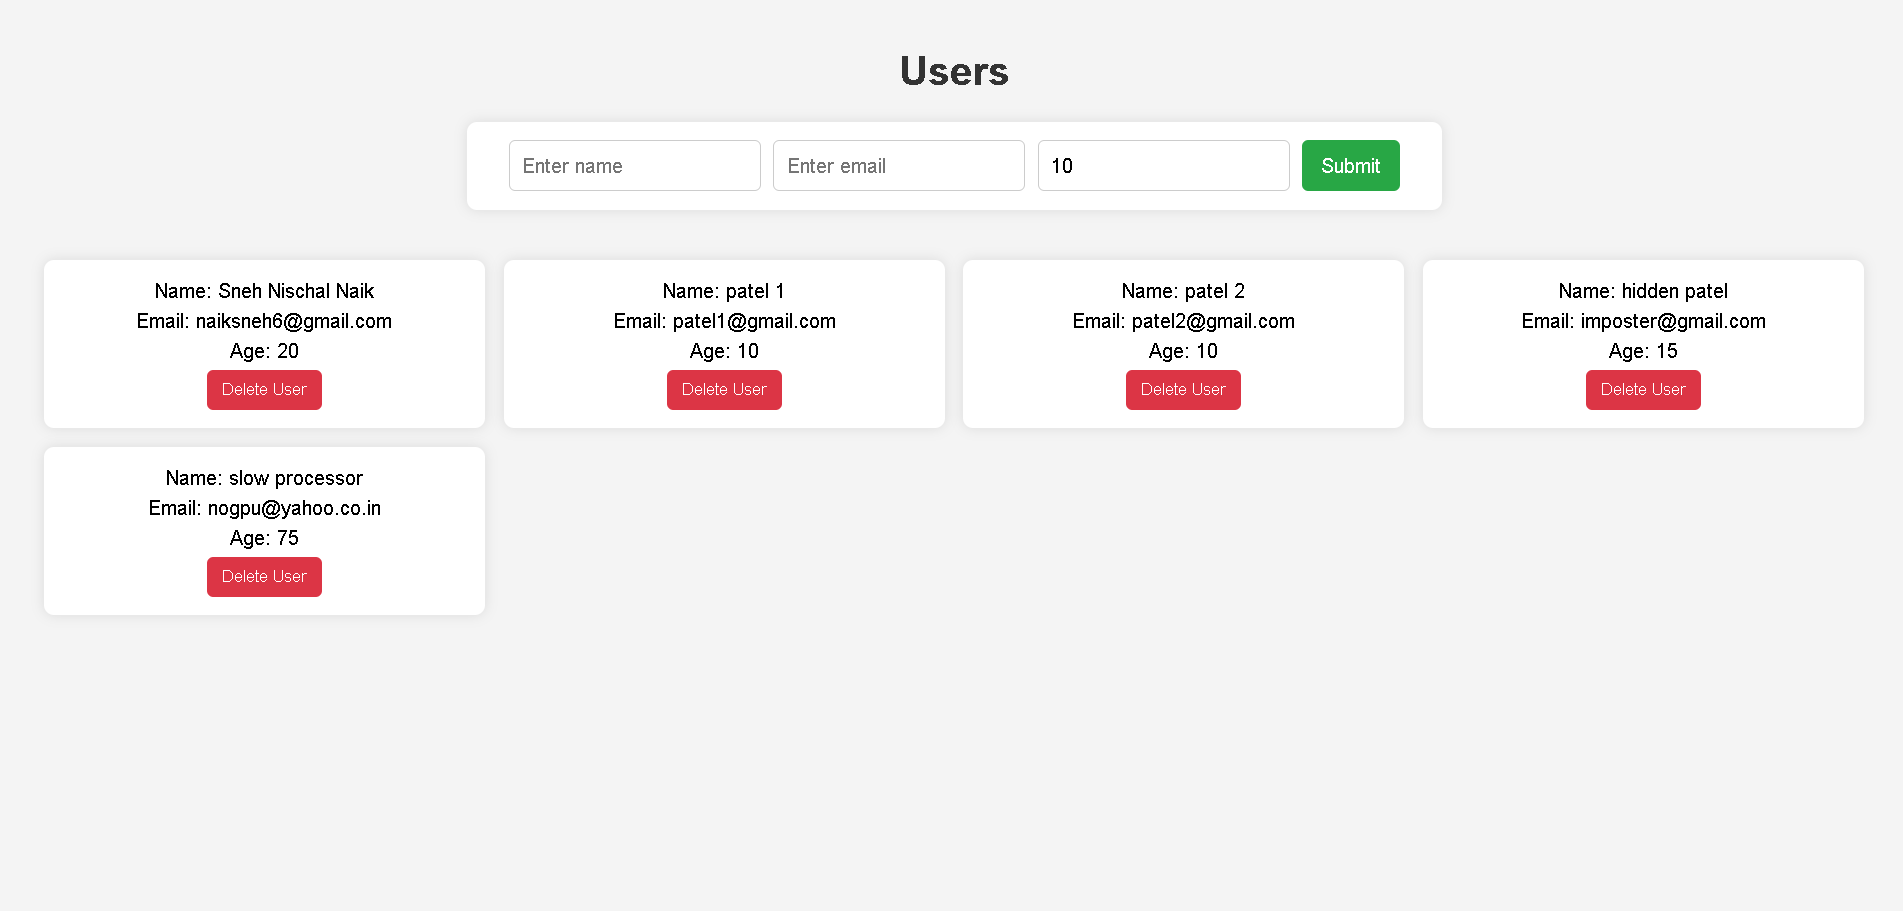 Users
Enter name
Enter email
10
Submit
Name: Sneh Nischal Naik
Email: naiksneh6@gmail.com
Age: 20
Delete User
Name: patel 1
Email: patel1@gmail.com
Age: 10
Delete User
Name: patel 2
Email: patel2@gmail.com
Age: 10
Delete User
Name: hidden patel
Email: imposter@gmail.com
Age: 15
Delete User
Name: slow processor
Email: nogpu@yahoo.co.in
Age: 75
Delete User